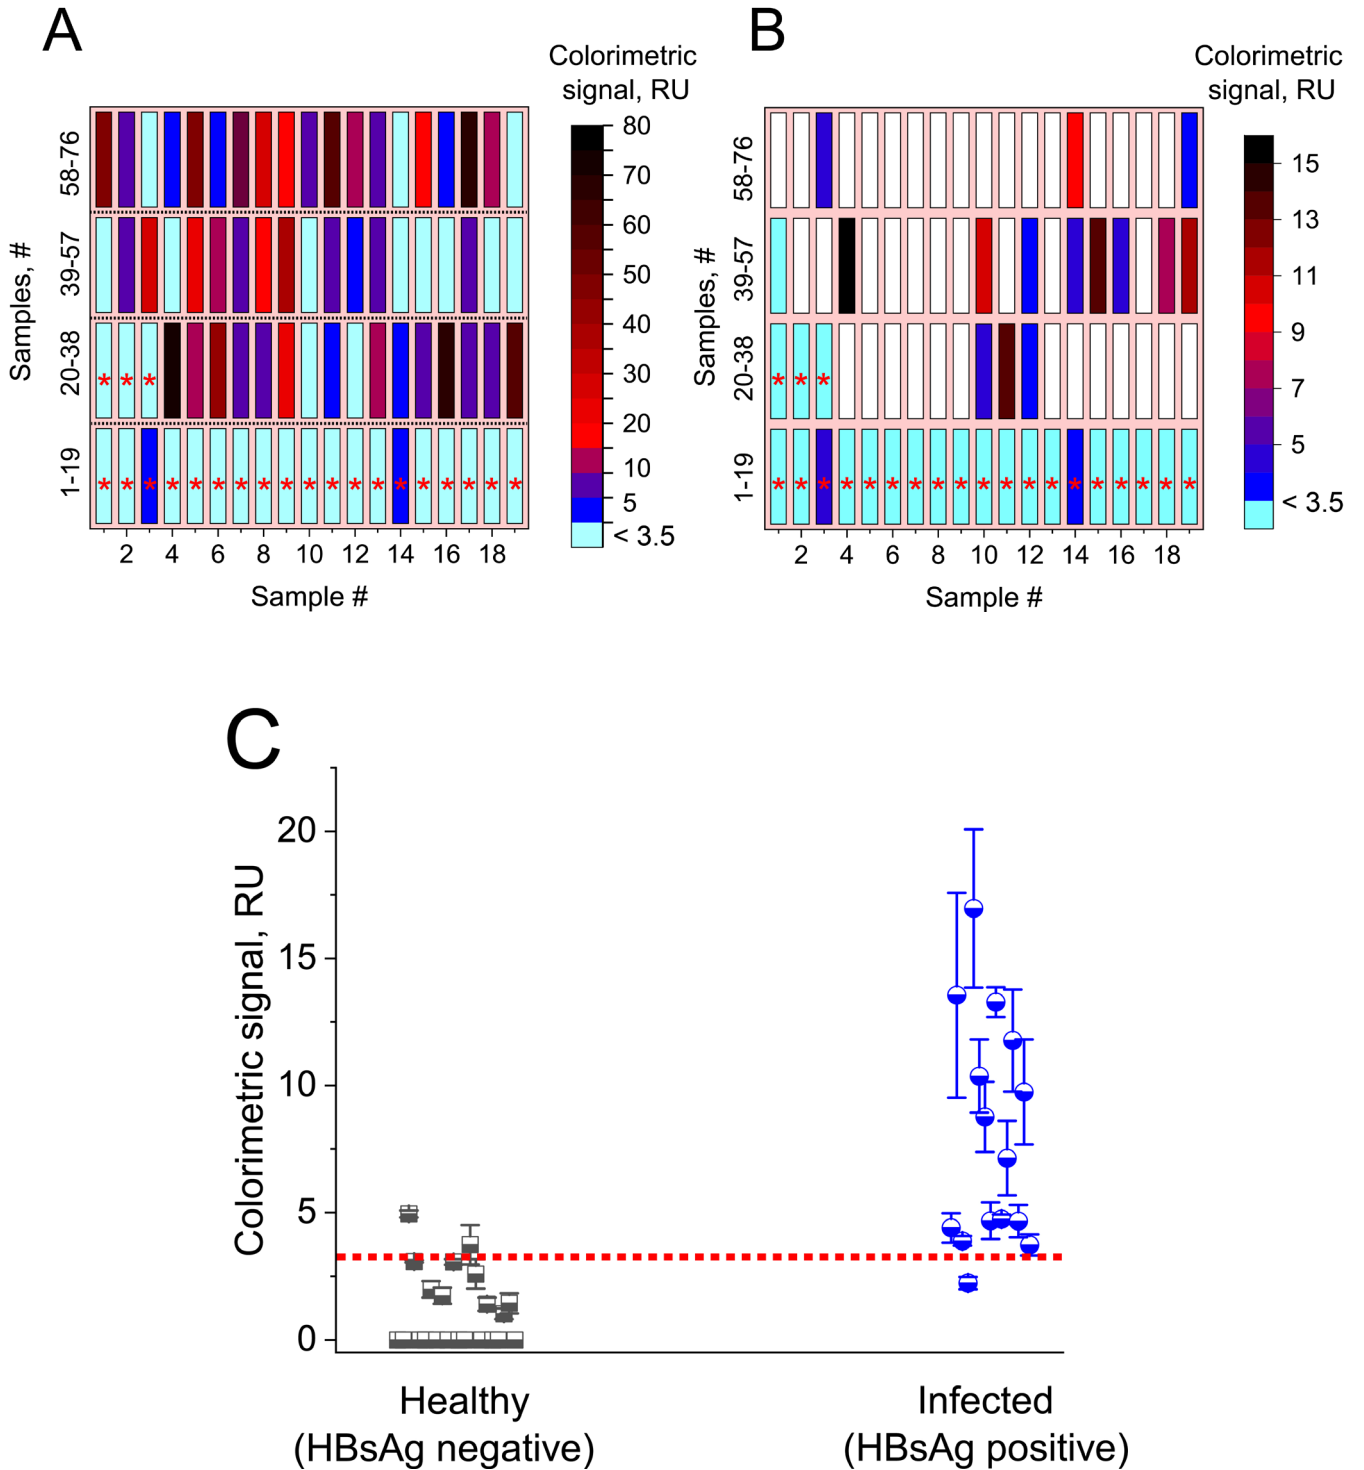 A
B
Colorimetric
signal, RU
Colorimetric
signal, RU
Samples, #
58-76
39-57
20-38
1-19
80
70
60
50
40
30
20
10
5
< 3.5
* * *
* * * * * * * * * * * * * * * * * * *
2 4 6 8 10 12 14 16 18
Sample #
Samples, #
58-76
39-57
20-38
1-19
15
13
11
9
7
5
< 3.5
* * *
* * * * * * * * * * * * * * * * * * *
2 4 6 8 10 12 14 16 18
Sample #
C
Colorimetric signal, RU
20
15
10
5
0
Healthy
(HBsAg negative)
Infected
(HBsAg positive)